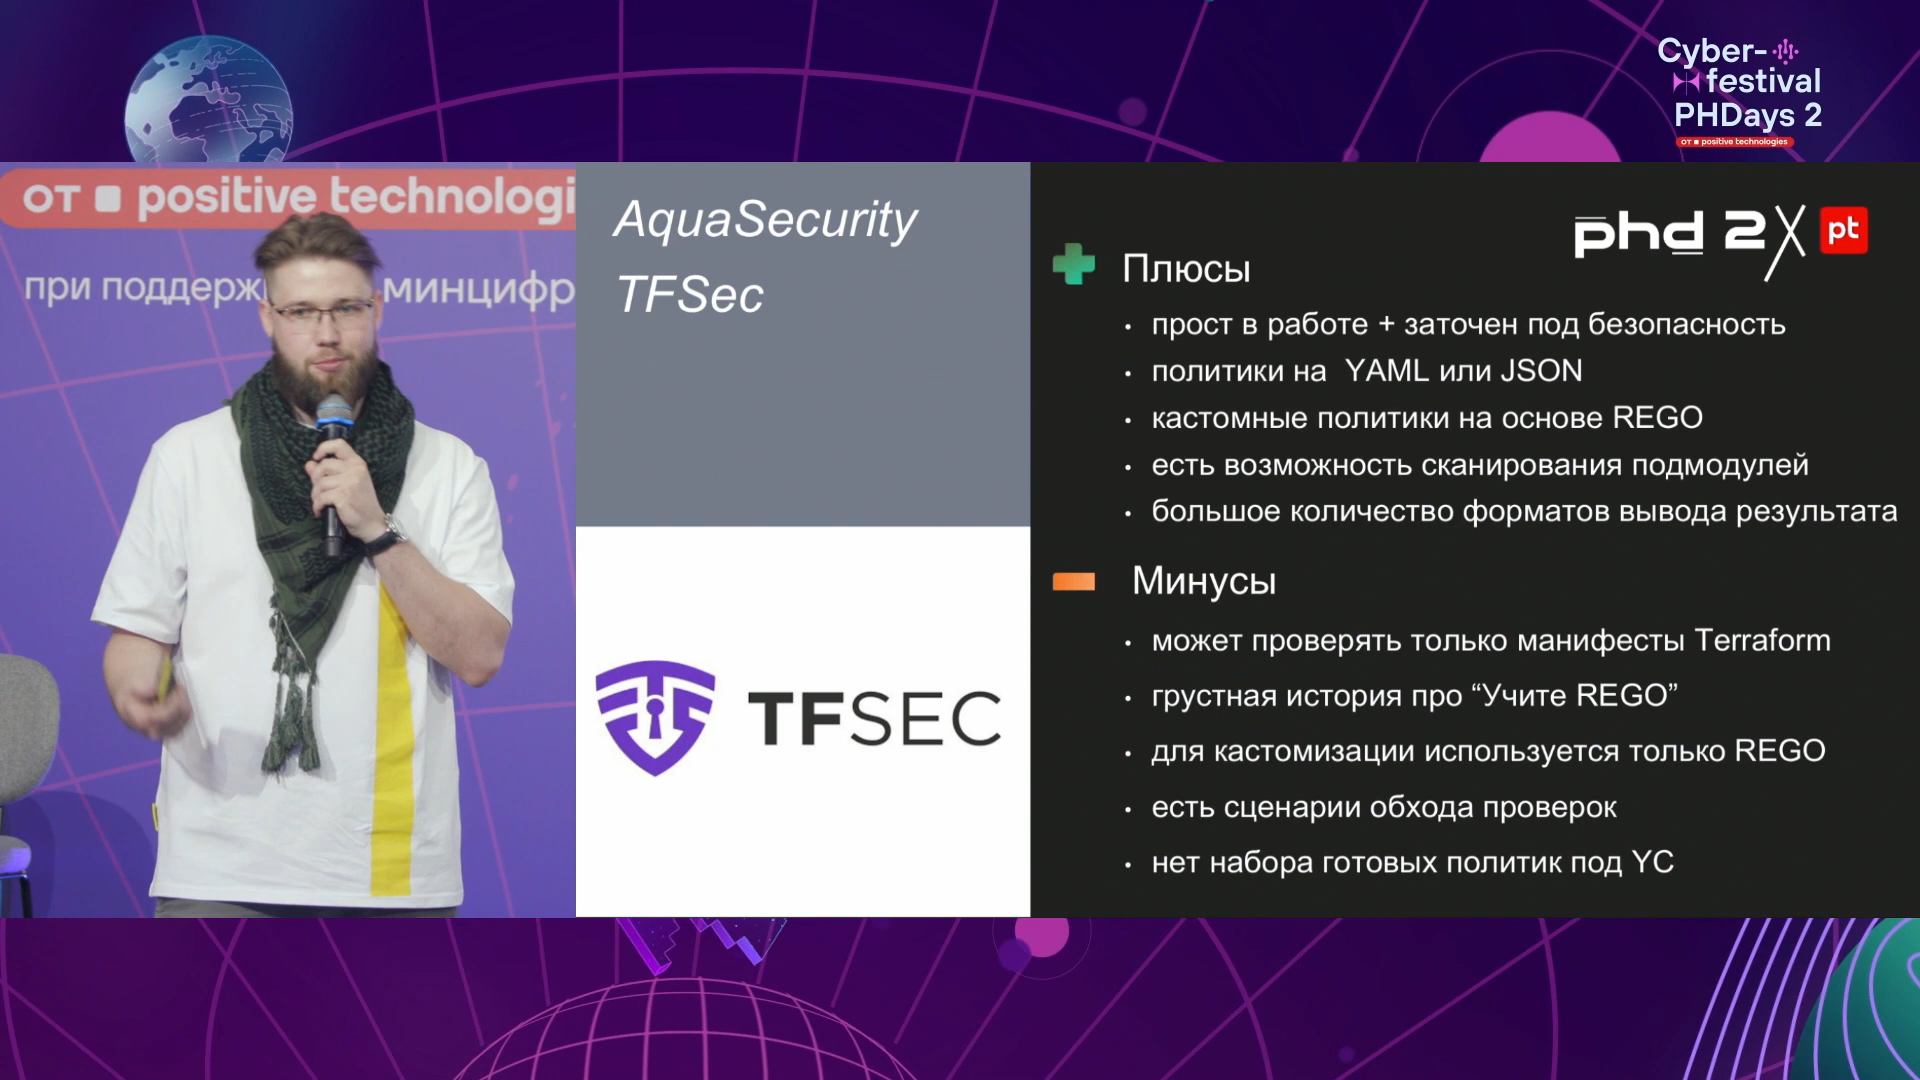 Cyber-
festival
PHDays 2
от positive technologies
от positive technologi
при поддерж минцифр
AquaSecurity
TFSec
TFSEC
phd 2
pt
Плюсы
• прост в работе + заточен под безопасность
• политики на YAML или JSON
• кастомные политики на основе REGO
• есть возможность сканирования подмодулей
• большое количество форматов вывода результата
Минусы
• может проверять только манифесты Terraform
• грустная история про “Учите REGO”
• для кастомизации используется только REGO
• есть сценарии обхода проверок
• нет набора готовых политик под YC